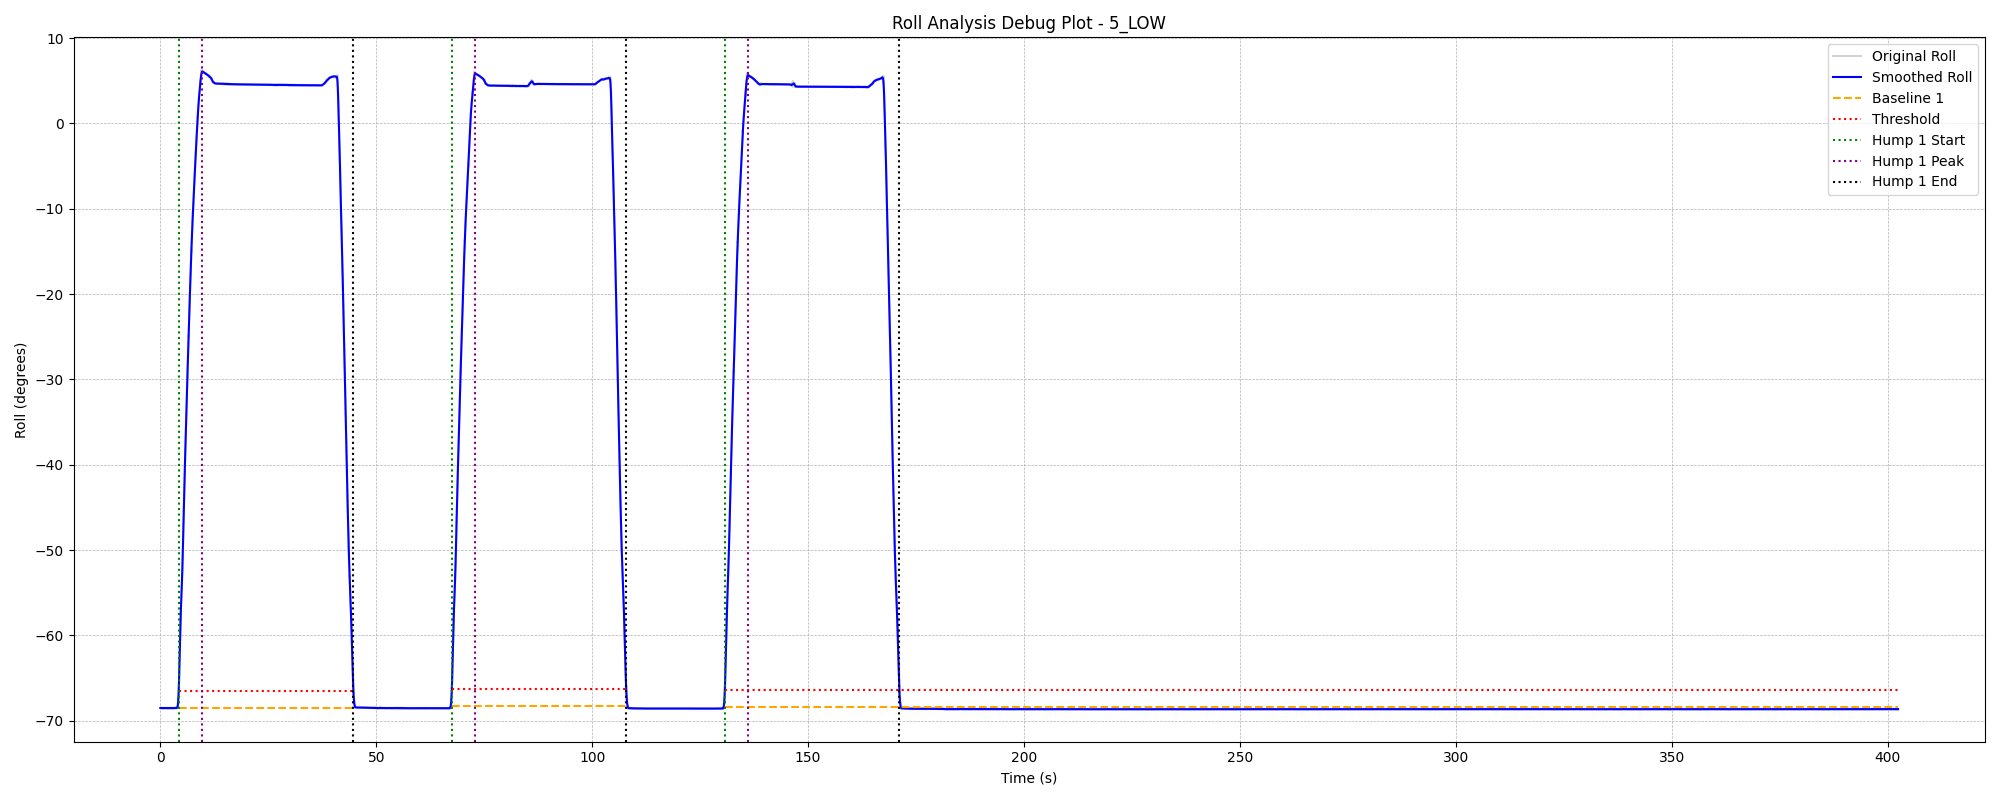 Roll Analysis Debug Plot - 5_LOW
Original Roll
Smoothed Roll
Baseline 1
Threshold
Hump 1 Start
Hump 1 Peak
Hump 1 End
Roll (degrees)
10
0
−10
−20
−30
−40
−50
−60
−70
0 50 100 150 200 250 300 350 400
Time (s)